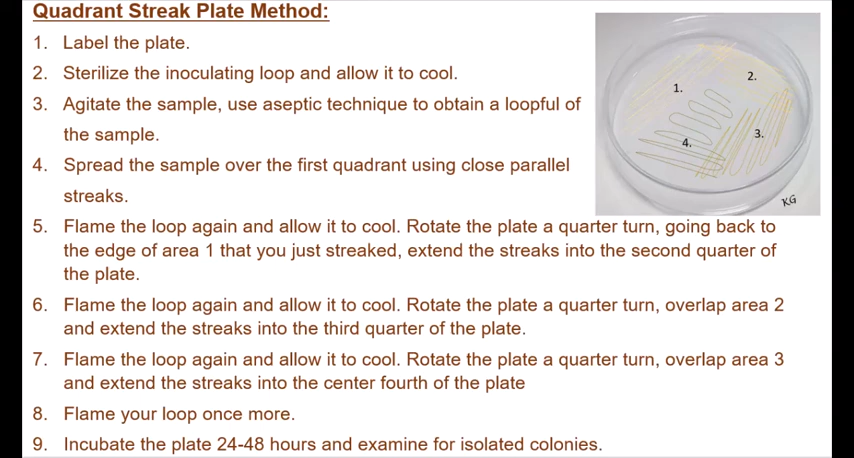 Quadrant Streak Plate Method:
1. Label the plate.
2. Sterilize the inoculating loop and allow it to cool.
3. Agitate the sample, use aseptic technique to obtain a loopful of
the sample.
4. Spread the sample over the first quadrant using close parallel
streaks.
5. Flame the loop again and allow it to cool. Rotate the plate a quarter turn, going back to
the edge of area 1 that you just streaked, extend the streaks into the second quarter of
the plate.
6. Flame the loop again and allow it to cool. Rotate the plate a quarter turn, overlap area 2
and extend the streaks into the third quarter of the plate.
7. Flame the loop again and allow it to cool. Rotate the plate a quarter turn, overlap area 3
and extend the streaks into the center fourth of the plate
8. Flame your loop once more.
9. Incubate the plate 24-48 hours and examine for isolated colonies.
1.
2.
3.
4.
KG